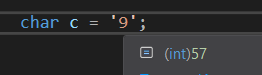 char c = '9';
(int)57